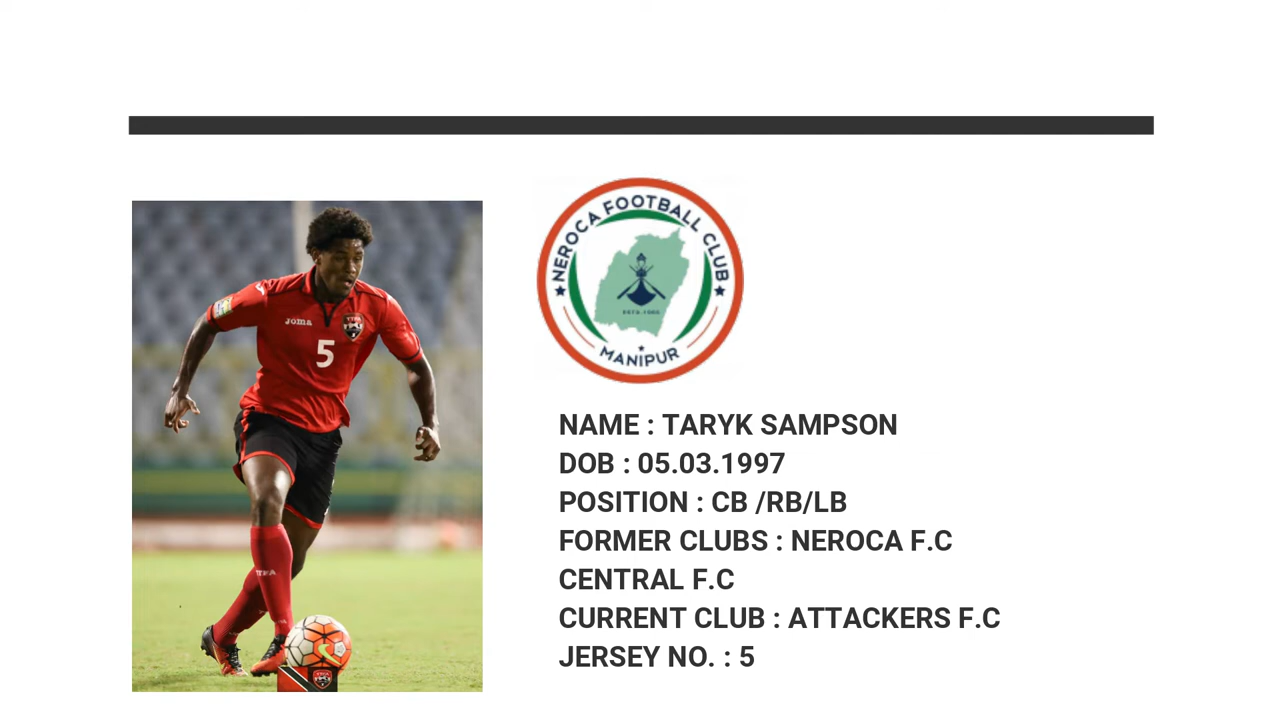 NEROCA FOOTBALL CLUB
MANIPUR
Joma
5
NAME : TARYK SAMPSON
DOB : 05.03.1997
POSITION : CB /RB/LB
FORMER CLUBS : NEROCA F.C
CENTRAL F.C
CURRENT CLUB : ATTACKERS F.C
JERSEY NO. : 5